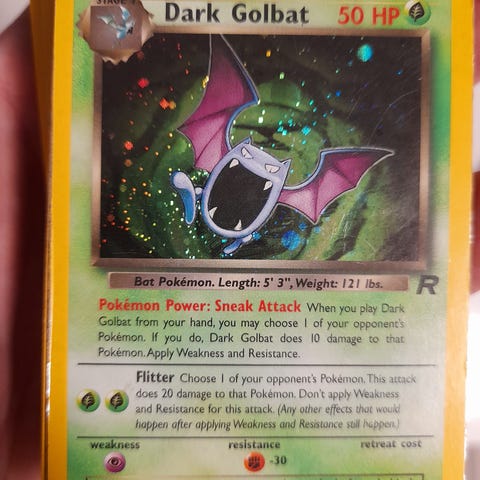 STAGE 1
Dark Golbat 50 HP
Bat Pokémon. Length: 5' 3", Weight: 121 lbs.
R
Pokémon Power: Sneak Attack When you play Dark
Golbat from your hand, you may choose 1 of your opponent's
Pokémon. If you do, Dark Golbat does 10 damage to that
Pokémon. Apply Weakness and Resistance.
Flitter Choose 1 of your opponent's Pokémon. This attack
does 20 damage to that Pokémon. Don't apply Weakness
and Resistance for this attack. (Any other effects that would
happen after applying Weakness and Resistance still happen.)
weakness resistance retreat cost
-30